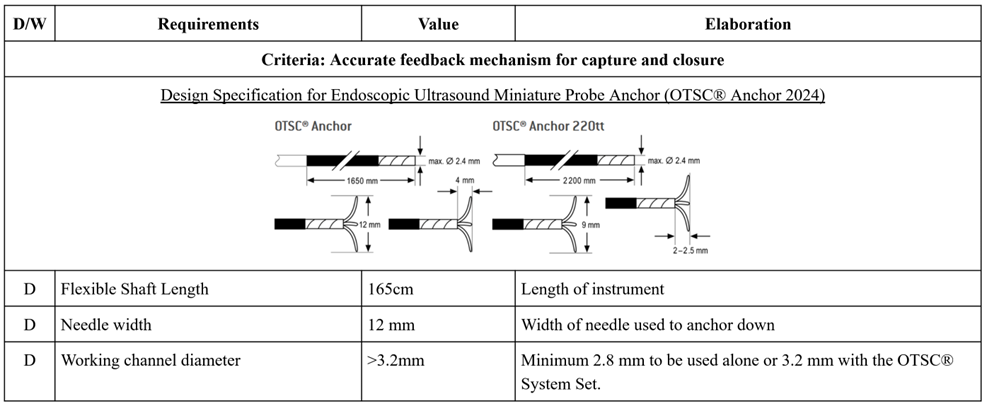 D/W Requirements Value Elaboration
Criteria: Accurate feedback mechanism for capture and closure
Design Specification for Endoscopic Ultrasound Miniature Probe Anchor (OTSC® Anchor 2024)
OTSC® Anchor OTSC® Anchor 220tt
max. Ø 2.4 mm max. Ø 2.4 mm
1650 mm 2200 mm
4 mm
12 mm 9 mm
2–2.5 mm
D Flexible Shaft Length 165cm Length of instrument
D Needle width 12 mm Width of needle used to anchor down
D Working channel diameter >3.2mm Minimum 2.8 mm to be used alone or 3.2 mm with the OTSC®
System Set.